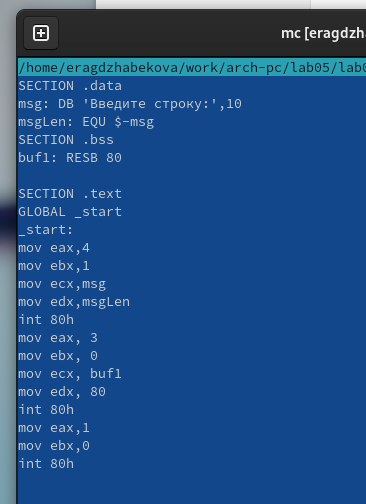 mc [eragdzha
/home/eragdzhabekova/work/arch-pc/lab05/lab0
SECTION .data
msg: DB 'Введите строку:',10
msgLen: EQU $-msg
SECTION .bss
buf1: RESB 80
SECTION .text
GLOBAL _start
_start:
mov eax,4
mov ebx,1
mov ecx,msg
mov edx,msgLen
int 80h
mov eax, 3
mov ebx, 0
mov ecx, buf1
mov edx, 80
int 80h
mov eax,1
mov ebx,0
int 80h